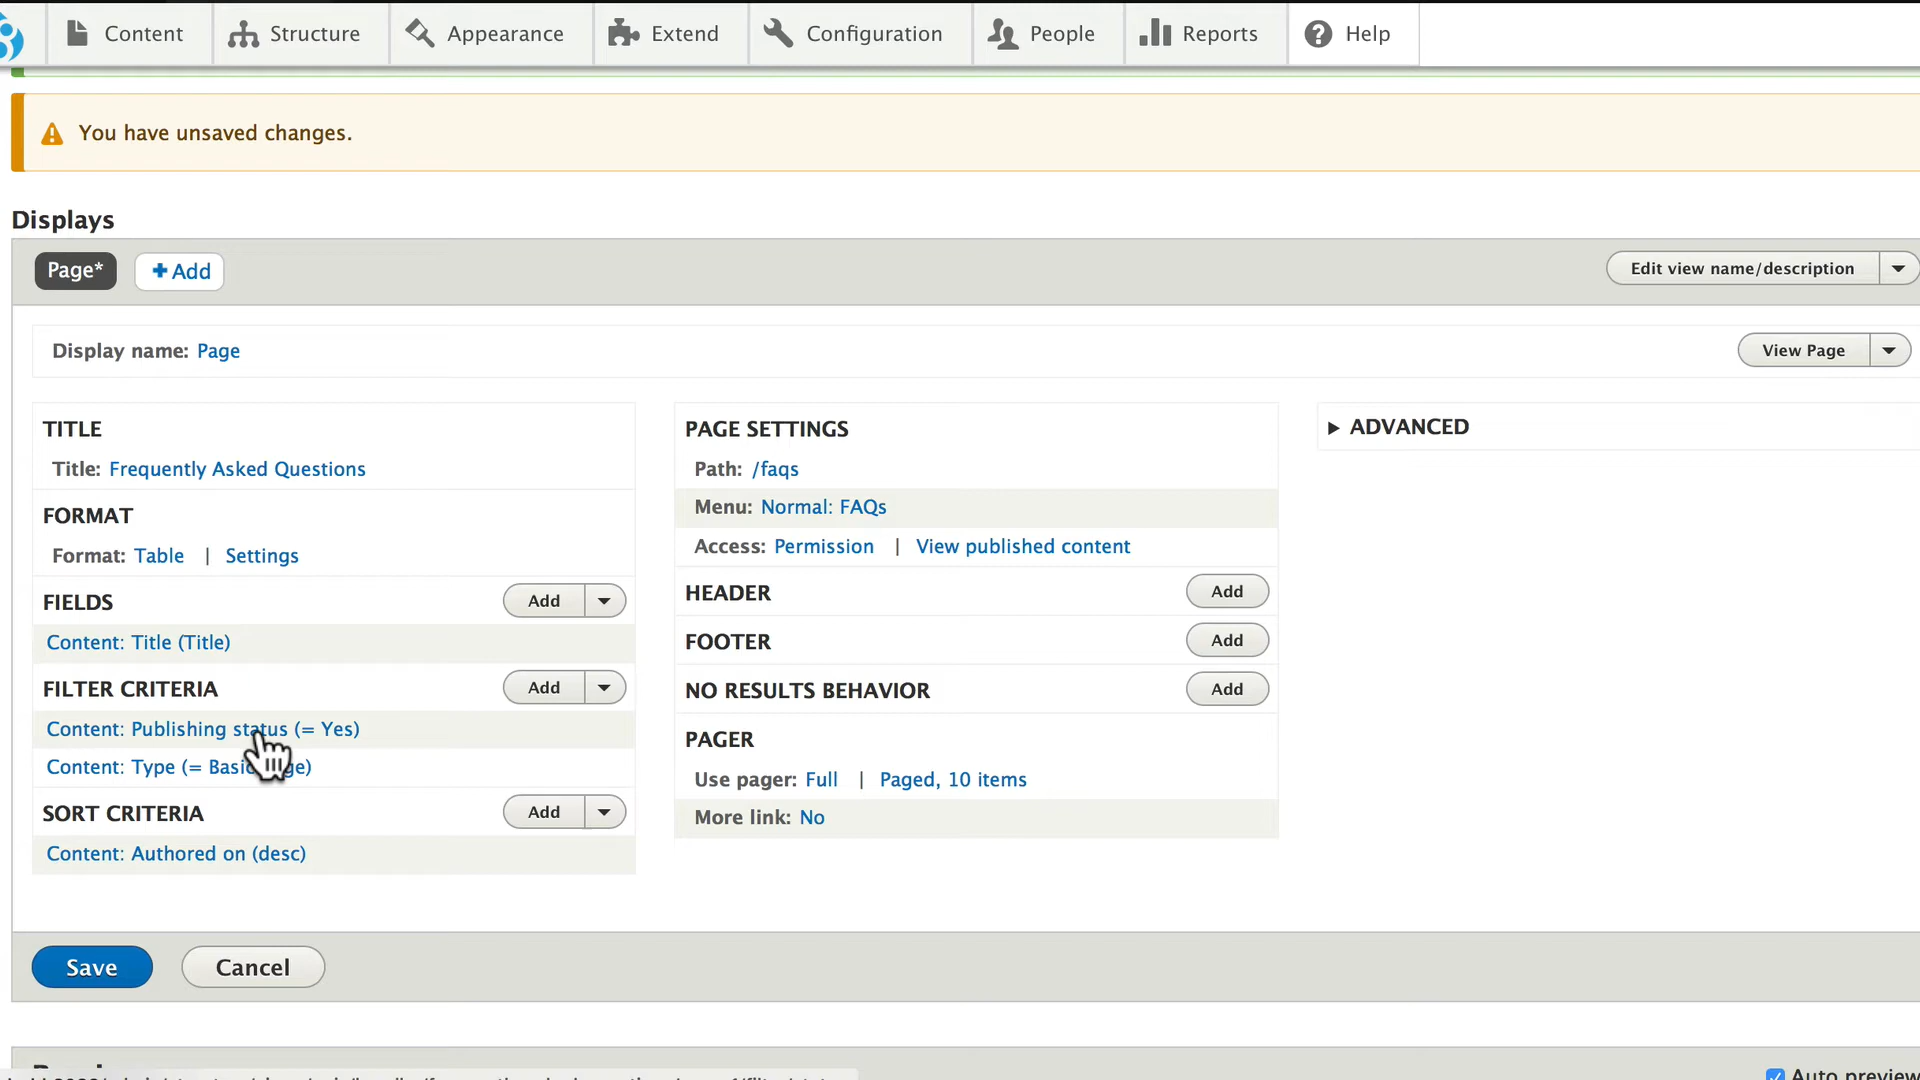 Content
Structure
Appearance
Extend
Configuration
People
Reports
Help
You have unsaved changes.
Displays
Page*
Add
Edit view name/description
Display name: Page
View Page
TITLE
Title: Frequently Asked Questions
FORMAT
Format: Table | Settings
FIELDS
Add
Content: Title (Title)
FILTER CRITERIA
Add
Content: Publishing status (= Yes)
Content: Type (= Basic
SORT CRITERIA
Add
Content: Authored on (desc)
PAGE SETTINGS
Path: /faqs
Menu: Normal: FAQs
Access: Permission | View published content
HEADER
Add
FOOTER
Add
NO RESULTS BEHAVIOR
Add
PAGER
Use pager: Full | Paged, 10 items
More link: No
ADVANCED
Save
Cancel
Auto preview